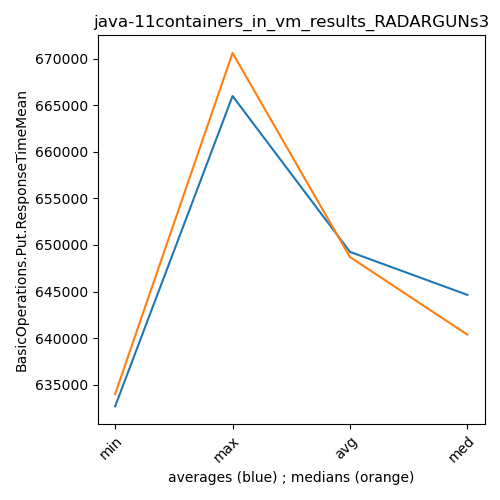 java-11containers_in_vm_results_RADARGUNs3
670000
665000
660000
655000
650000
645000
640000
635000
BasicOperations.Put.ResponseTimeMean
min
max
avg
med
averages (blue) ; medians (orange)